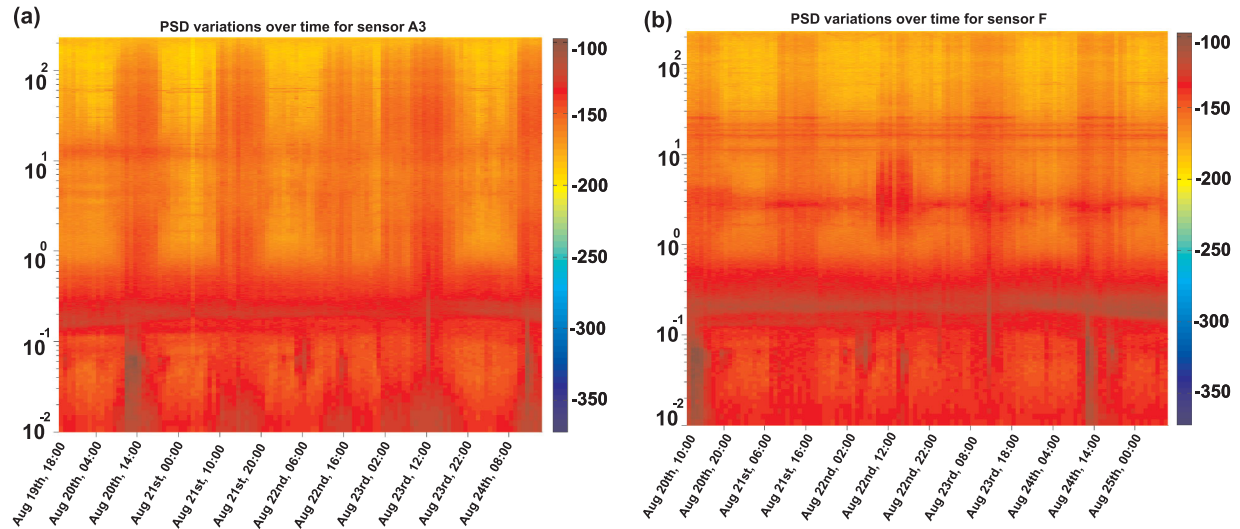 (a)
PSD variations over time for sensor A3
10^2
10^1
10^0
10^-1
10^-2
-100
-150
-200
-250
-300
-350
Aug 19th, 18:00
Aug 20th, 04:00
Aug 20th, 14:00
Aug 21st, 00:00
Aug 21st, 10:00
Aug 21st, 20:00
Aug 22nd, 06:00
Aug 22nd, 16:00
Aug 23rd, 02:00
Aug 23rd, 12:00
Aug 23rd, 22:00
Aug 24th, 08:00
(b)
PSD variations over time for sensor F
10^2
10^1
10^0
10^-1
10^-2
-100
-150
-200
-250
-300
-350
Aug 20th, 10:00
Aug 20th, 20:00
Aug 21st, 06:00
Aug 21st, 16:00
Aug 22nd, 02:00
Aug 22nd, 12:00
Aug 22nd, 22:00
Aug 23rd, 08:00
Aug 23rd, 18:00
Aug 24th, 04:00
Aug 24th, 14:00
Aug 25th, 00:00